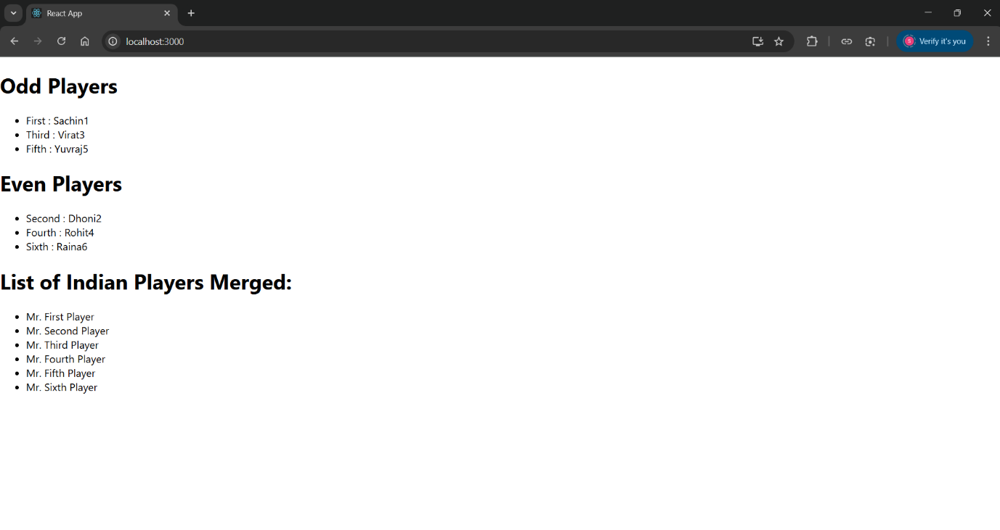 React App
localhost:3000
S
Verify it's you
Odd Players
First : Sachin1
Third : Virat3
Fifth : Yuvraj5
Even Players
Second : Dhoni2
Fourth : Rohit4
Sixth : Raina6
List of Indian Players Merged:
Mr. First Player
Mr. Second Player
Mr. Third Player
Mr. Fourth Player
Mr. Fifth Player
Mr. Sixth Player